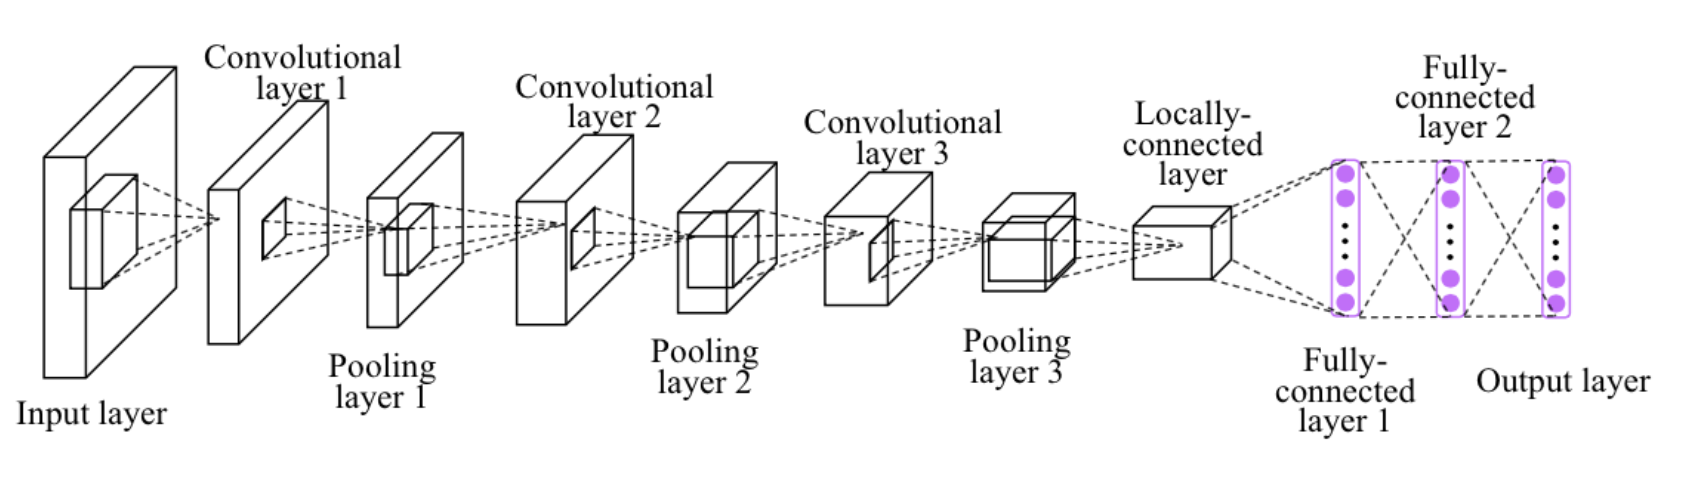 Input layer
Convolutional
layer 1
Pooling
layer 1
Convolutional
layer 2
Pooling
layer 2
Convolutional
layer 3
Pooling
layer 3
Locally-
connected
layer
Fully-
connected
layer 1
Fully-
connected
layer 2
Output layer